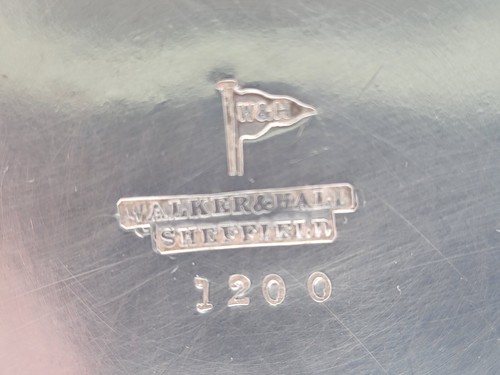 W&H
WALKER & HALL
SHEFFIELD
1200